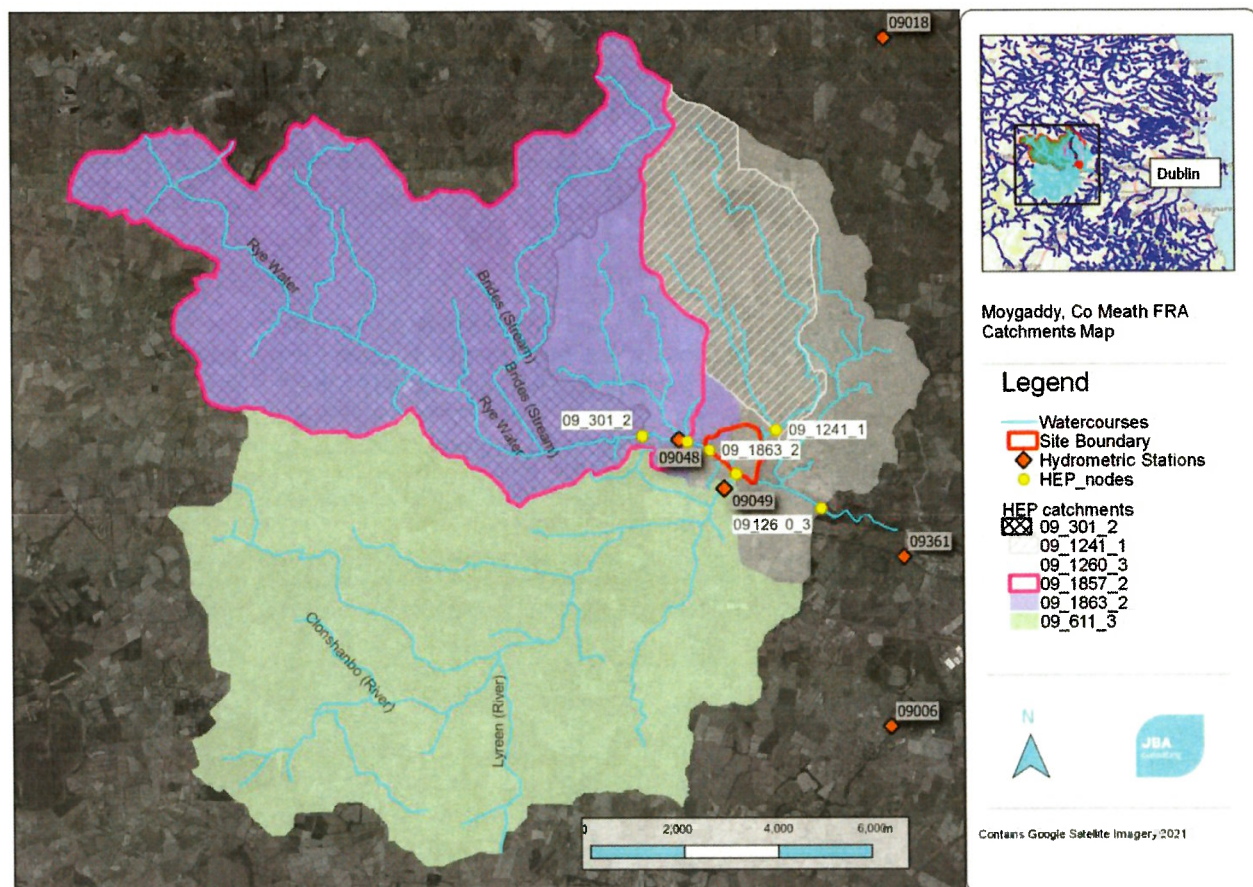 09018
Rye Water
Brides (Stream)
Brides (Stream)
Rye Water
09_301_2
09048
09_1241_1
09_1863_2
09049
09_126 0_3
09361
Clonshanbo (River)
Lyreen (River)
09006
0 2,000 4,000 6,000m
Dublin
Moygaddy, Co Meath FRA
Catchments Map
Legend
Watercourses
Site Boundary
Hydrometric Stations
HEP_nodes
HEP catchments
09_301_2
09_1241_1
09_1260_3
09_1857_2
09_1863_2
09_611_3
N
JBA
consulting
Contains Google Satellite Imagery 2021